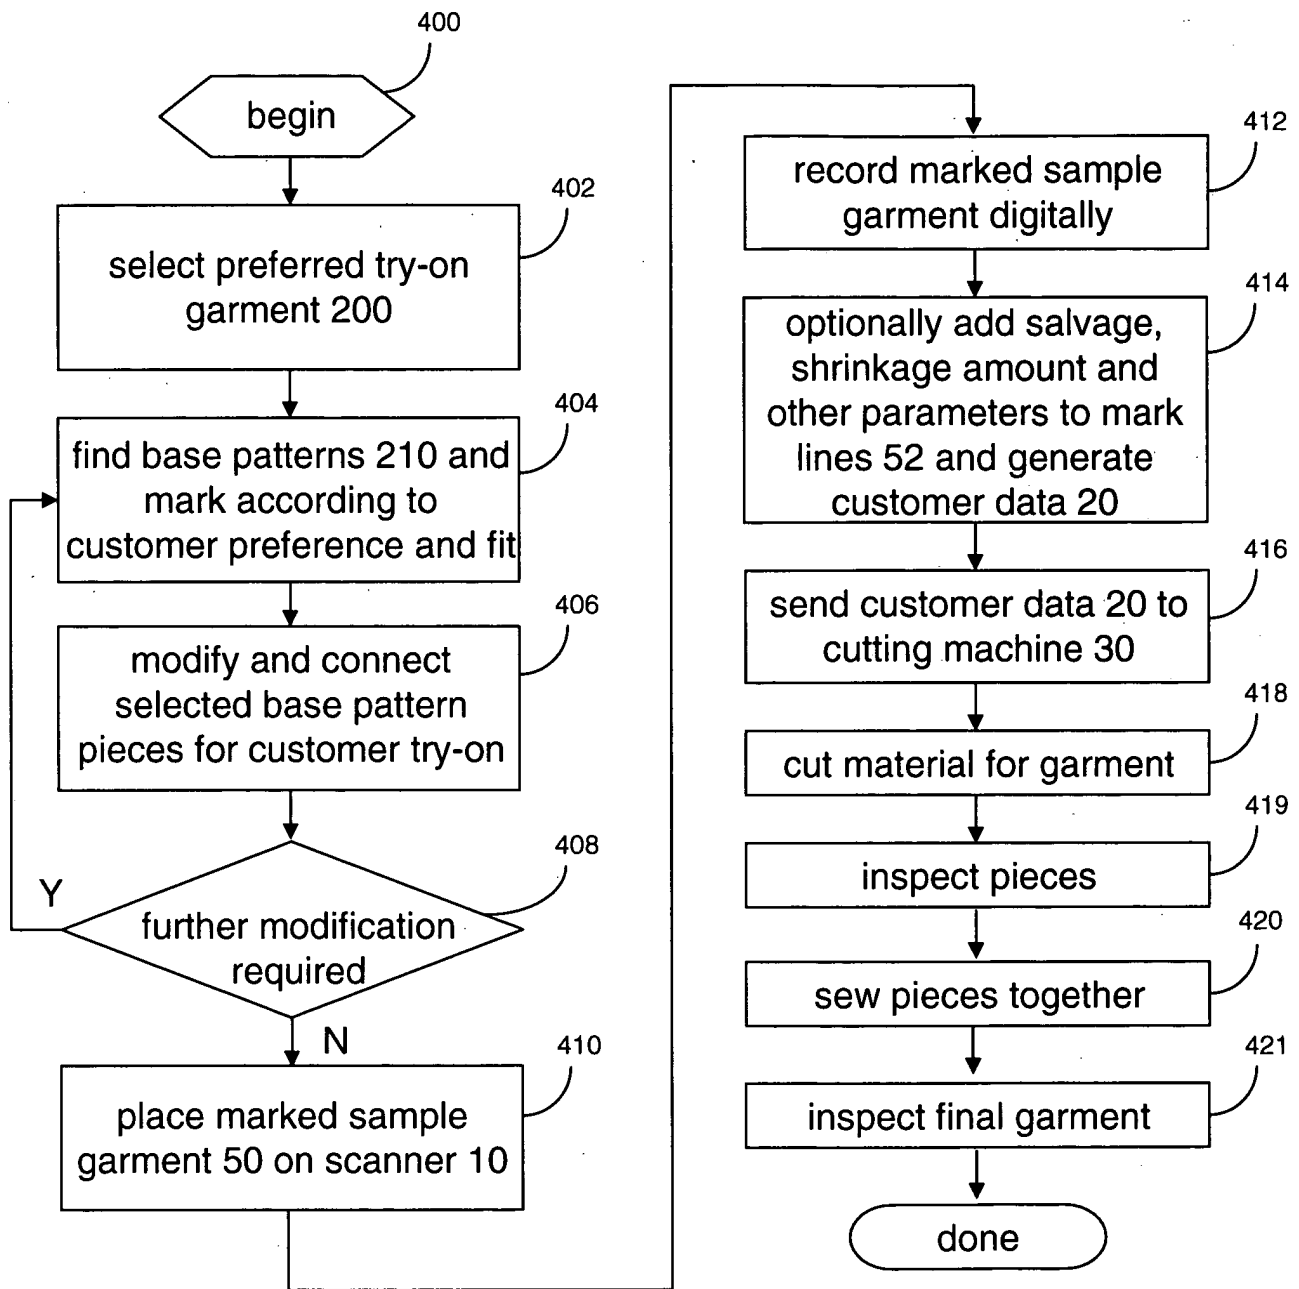 400
begin
402
select preferred try-on
garment 200
404
find base patterns 210 and
mark according to
customer preference and fit
406
modify and connect
selected base pattern
pieces for customer try-on
408
Y
further modification
required
N
410
place marked sample
garment 50 on scanner 10
412
record marked sample
garment digitally
414
optionally add salvage,
shrinkage amount and
other parameters to mark
lines 52 and generate
customer data 20
416
send customer data 20 to
cutting machine 30
418
cut material for garment
419
inspect pieces
420
sew pieces together
421
inspect final garment
done